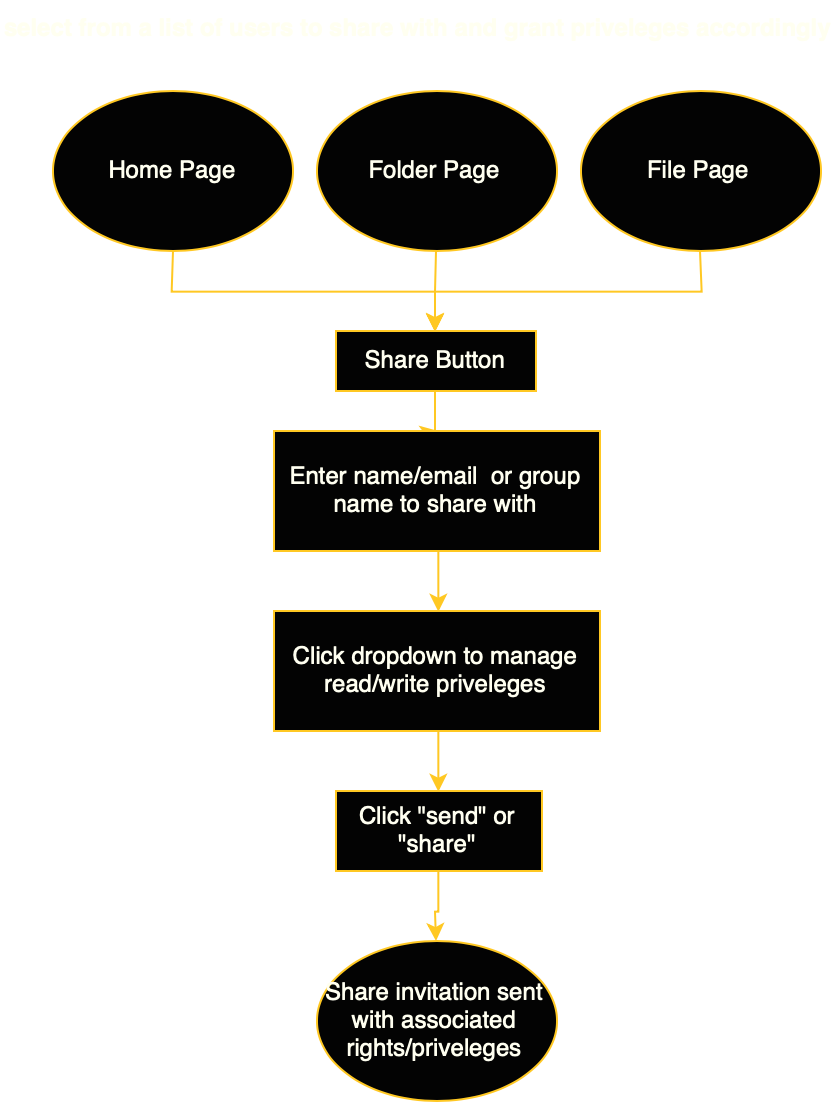 select from a list of users to share with and grant priveleges accordingly
Home Page
Folder Page
File Page
Share Button
Enter name/email  or group
name to share with
Click dropdown to manage
read/write priveleges
Click "send" or
"share"
Share invitation sent
with associated
rights/priveleges